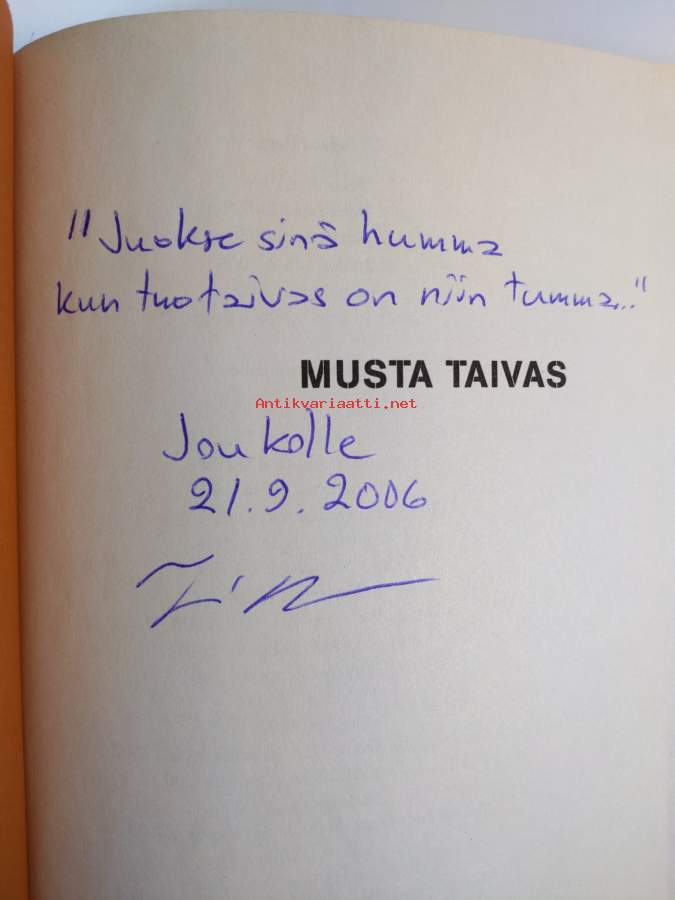 "Juokse sinä humma
kun tuo taivas on niin tumma.."
MUSTA TAIVAS
Antikvariaatti.net
Joukolle
21.9.2006